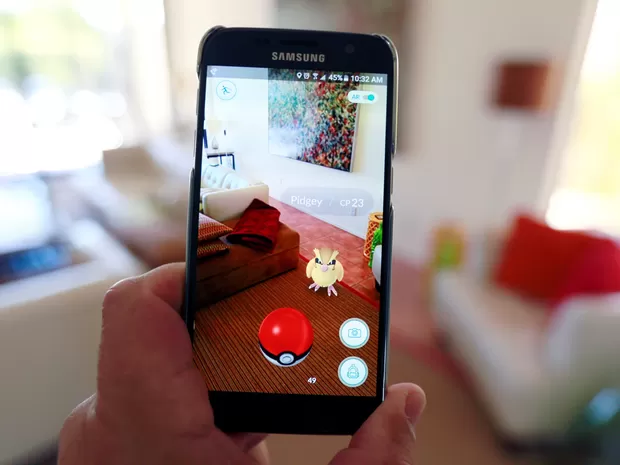 SAMSUNG
45% 10:32 AM
AR
Pidgey / CP23
49